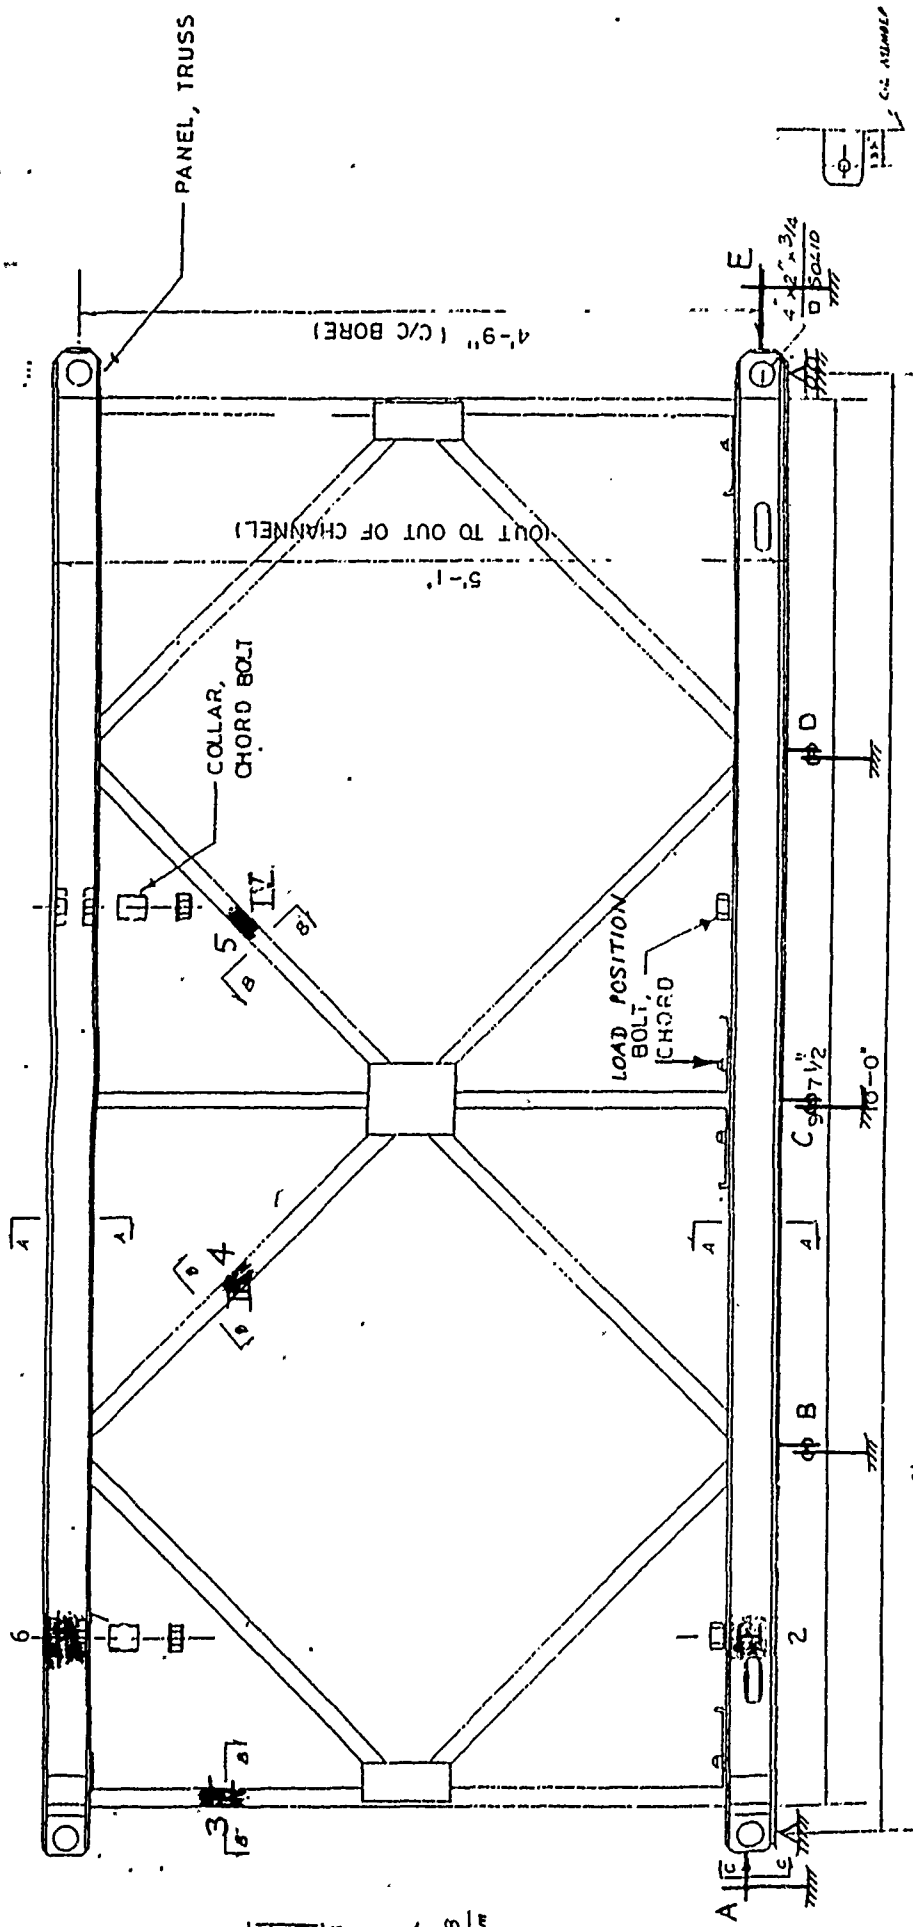 PANEL, TRUSS
4'-9" (C/C BORE)
5'-1"
(OUT TO OUT OF CHANNEL)
COLLAR,
CHORD BOLT
LOAD POSITION
BOLT,
CHORD
4" x 2" x 3/4
SOLID
9'-7 1/2"
10'-0"
A
B
C
D
E
2
3
4
5
6
IV
A
A
A
A
B
B
B
B
B
B
C
C